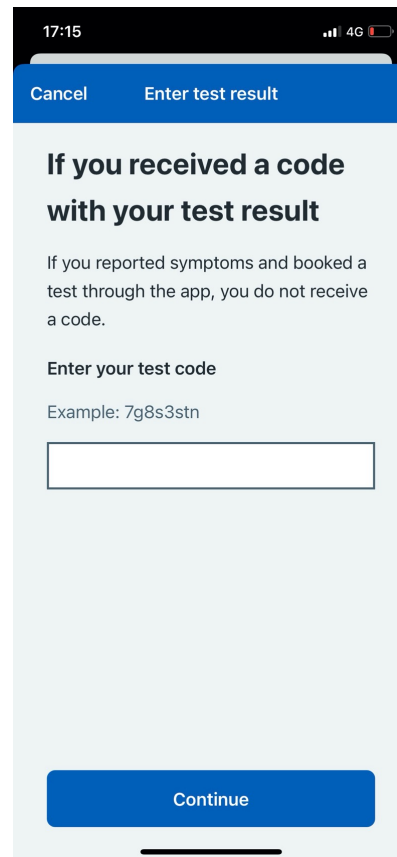 17:15
4G
Cancel
Enter test result
If you received a code
with your test result
If you reported symptoms and booked a
test through the app, you do not receive
a code.
Enter your test code
Example: 7g8s3stn
Continue